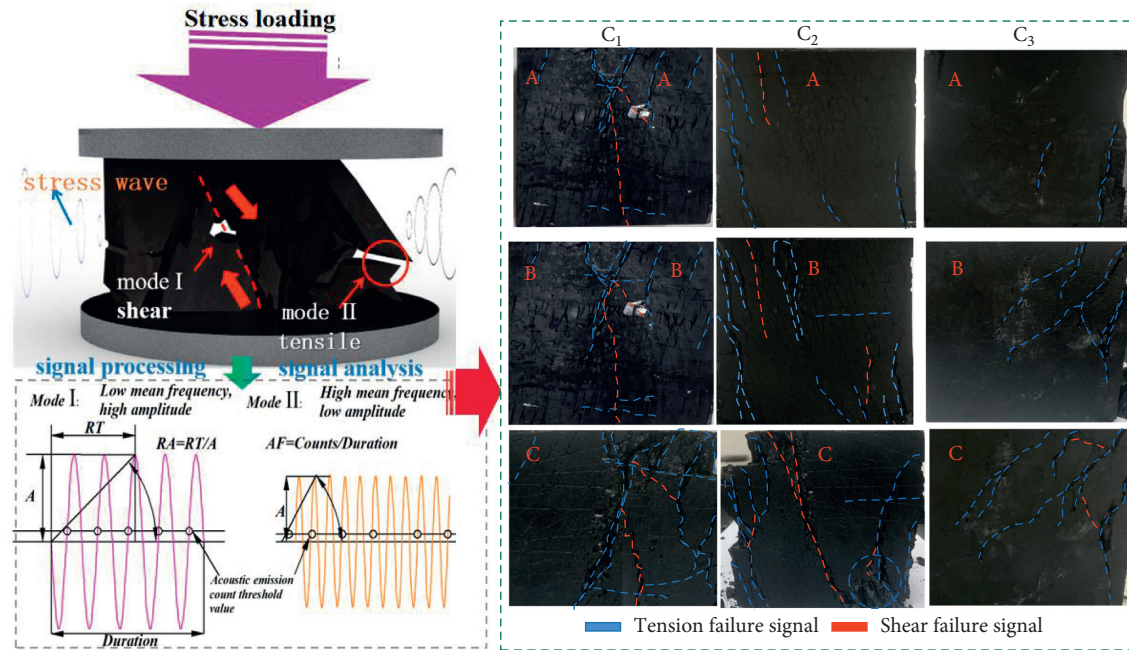 Stress loading
stress wave
mode I
shear
mode II
tensile
signal processing
signal analysis
Mode I:
Low mean frequency,
high amplitude
Mode II:
High mean frequency,
low amplitude
RT
RA=RT/A
AF=Counts/Duration
A
A
Acoustic emission
count threshold
value
Duration
C1
C2
C3
A
A
A
A
B
B
B
B
C
C
C
Tension failure signal
Shear failure signal